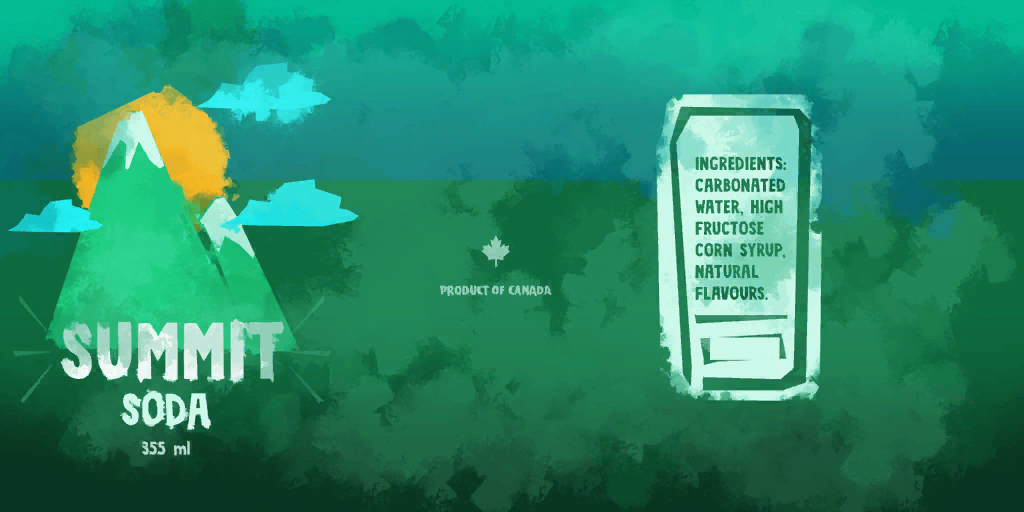 SUMMIT
SODA
355 ml
PRODUCT OF CANADA
INGREDIENTS:
CARBONATED
WATER, HIGH
FRUCTOSE
CORN SYRUP,
NATURAL
FLAVOURS.